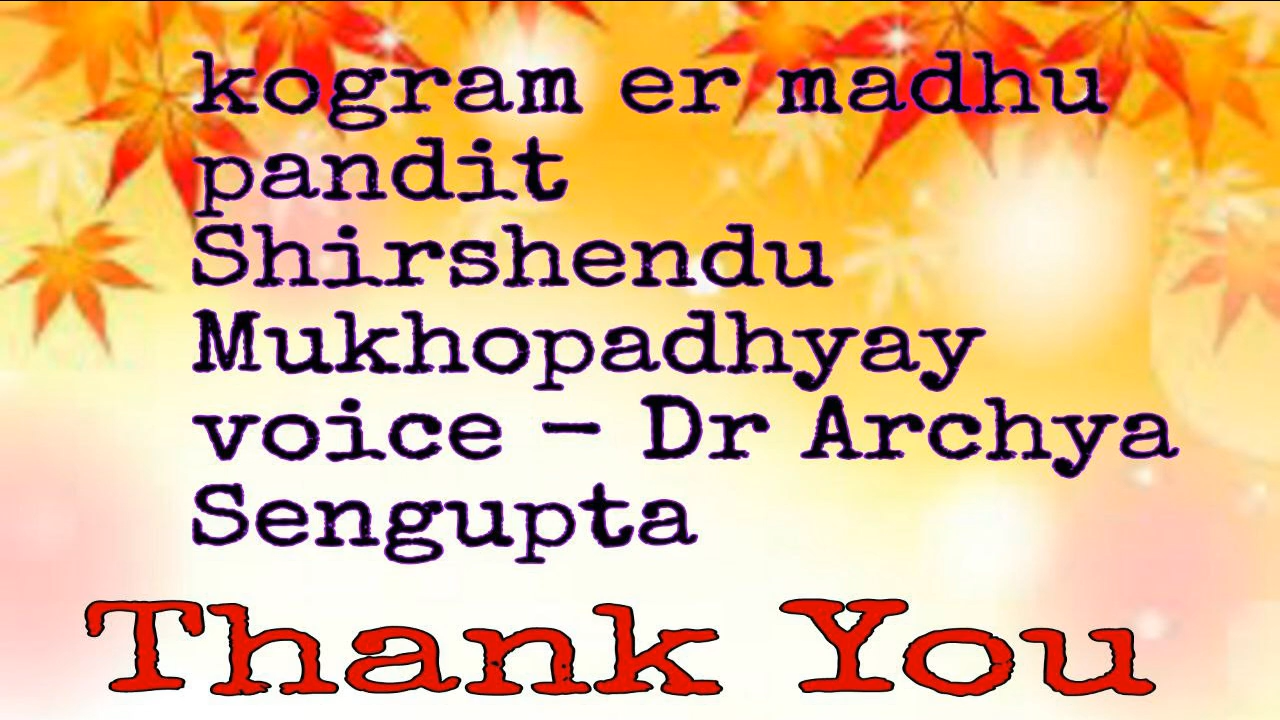 kogram er madhu
pandit
Shirshendu
Mukhopadhyay
voice - Dr Archya
Sengupta
Thank You